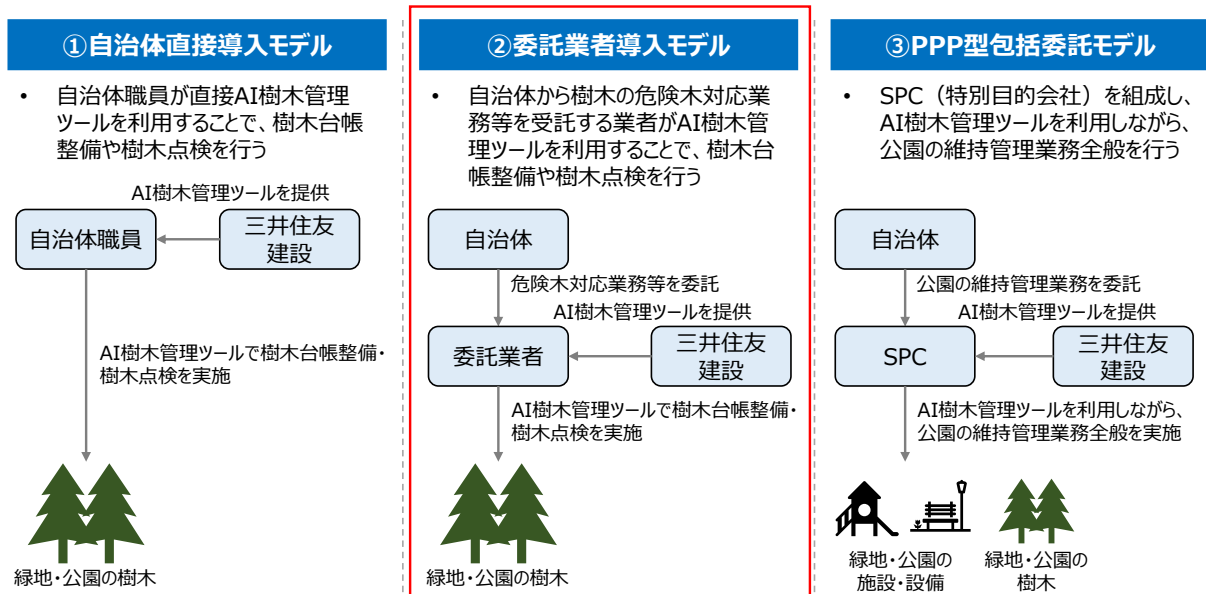 ①自治体直接導入モデル
• 自治体職員が直接AI樹木管理
ツールを利用することで、樹木台帳
整備や樹木点検を行う
AI樹木管理ツールを提供
自治体職員
三井住友
建設
AI樹木管理ツールで樹木台帳整備・
樹木点検を実施
緑地・公園の樹木
②委託業者導入モデル
• 自治体から樹木の危険木対応業
務等を受託する業者がAI樹木管
理ツールを利用することで、樹木台
帳整備や樹木点検を行う
自治体
危険木対応業務等を委託
AI樹木管理ツールを提供
委託業者
三井住友
建設
AI樹木管理ツールで樹木台帳整備・
樹木点検を実施
緑地・公園の樹木
③PPP型包括委託モデル
• SPC（特別目的会社）を組成し、
AI樹木管理ツールを利用しながら、
公園の維持管理業務全般を行う
自治体
公園の維持管理業務を委託
AI樹木管理ツールを提供
SPC
三井住友
建設
AI樹木管理ツールを利用しながら、
公園の維持管理業務全般を実施
緑地・公園の
施設・設備
緑地・公園の
樹木